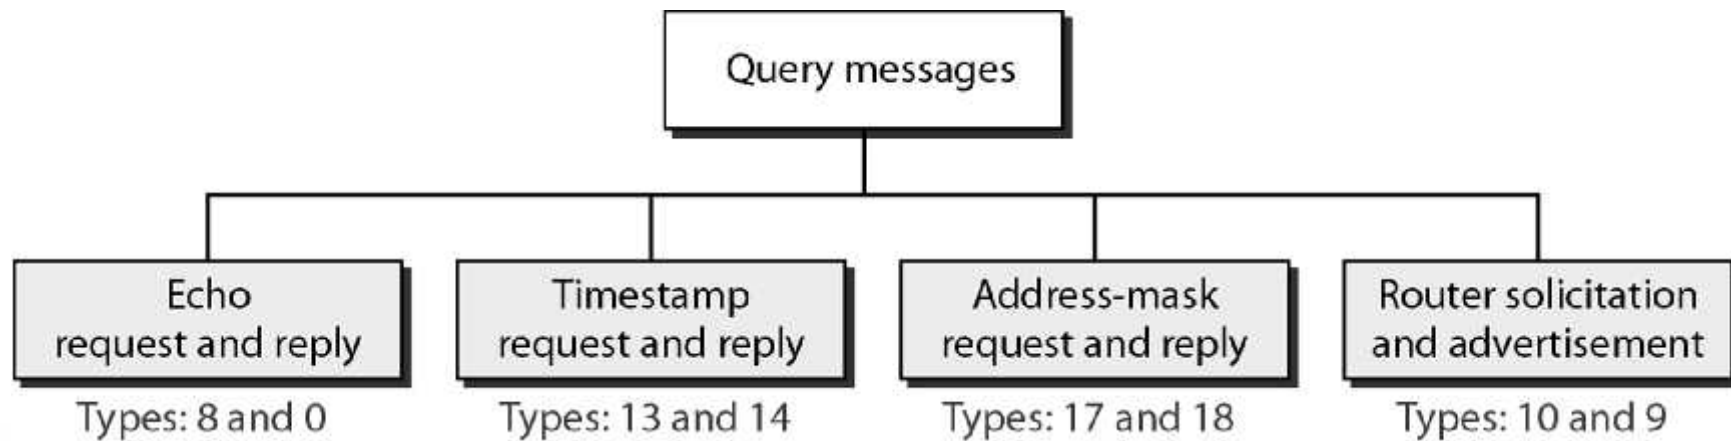 Query messages
Echo
request and reply
Timestamp
request and reply
Address-mask
request and reply
Router solicitation
and advertisement
Types: 8 and 0
Types: 13 and 14
Types: 17 and 18
Types: 10 and 9